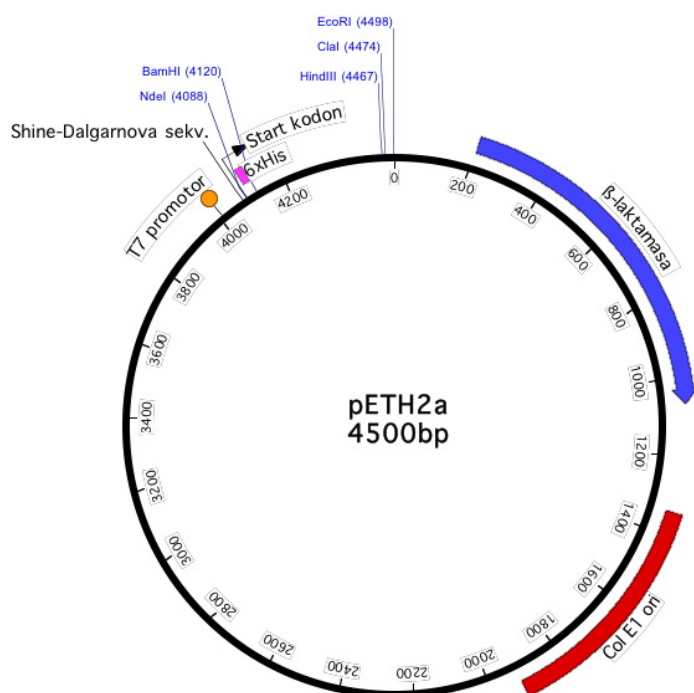 EcoRI (4498)
ClaI (4474)
HindIII (4467)
BamHI (4120)
NdeI (4088)
Shine-Dalgarnova sekv.
Start kodon
6xHis
T7 promotor
ß-laktamasa
Col E1 ori
pETH2a
4500bp
0
200
400
600
800
1000
1200
1400
1600
1800
2000
2200
2400
2600
2800
3000
3200
3400
3600
3800
4000
4200